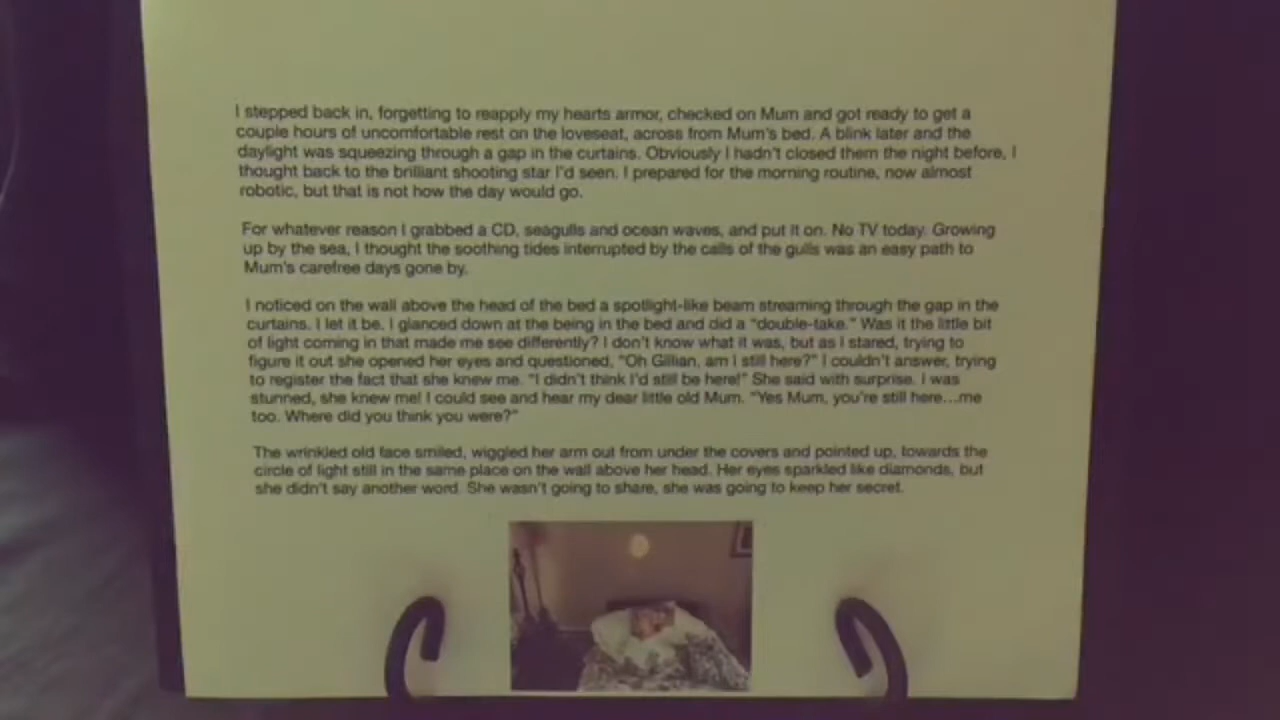 I stepped back in, forgetting to reapply my hearts armor, checked on Mum and got ready to get a
couple hours of uncomfortable rest on the loveseat, across from Mum's bed. A blink later and the
daylight was squeezing through a gap in the curtains. Obviously I hadn't closed them the night before, I
thought back to the brilliant shooting star I'd seen. I prepared for the morning routine, now almost
robotic, but that is not how the day would go.
For whatever reason I grabbed a CD, seagulls and ocean waves, and put it on. No TV today. Growing
up by the sea, I thought the soothing tides interrupted by the calls of the gulls was an easy path to
Mum's carefree days gone by.
I noticed on the wall above the head of the bed a spotlight-like beam streaming through the gap in the
curtains. I let it be. I glanced down at the being in the bed and did a "double-take." Was it the little bit
of light coming in that made me see differently? I don't know what it was, but as I stared, trying to
figure it out she opened her eyes and questioned, "Oh Gillian, am I still here?" I couldn't answer, trying
to register the fact that she knew me. "I didn't think I'd still be here!" She said with surprise. I was
stunned, she knew me! I could see and hear my dear little old Mum. "Yes Mum, you're still here...me
too. Where did you think you were?"
The wrinkled old face smiled, wiggled her arm out from under the covers and pointed up, towards the
circle of light still in the same place on the wall above her head. Her eyes sparkled like diamonds, but
she didn't say another word. She wasn't going to share, she was going to keep her secret.